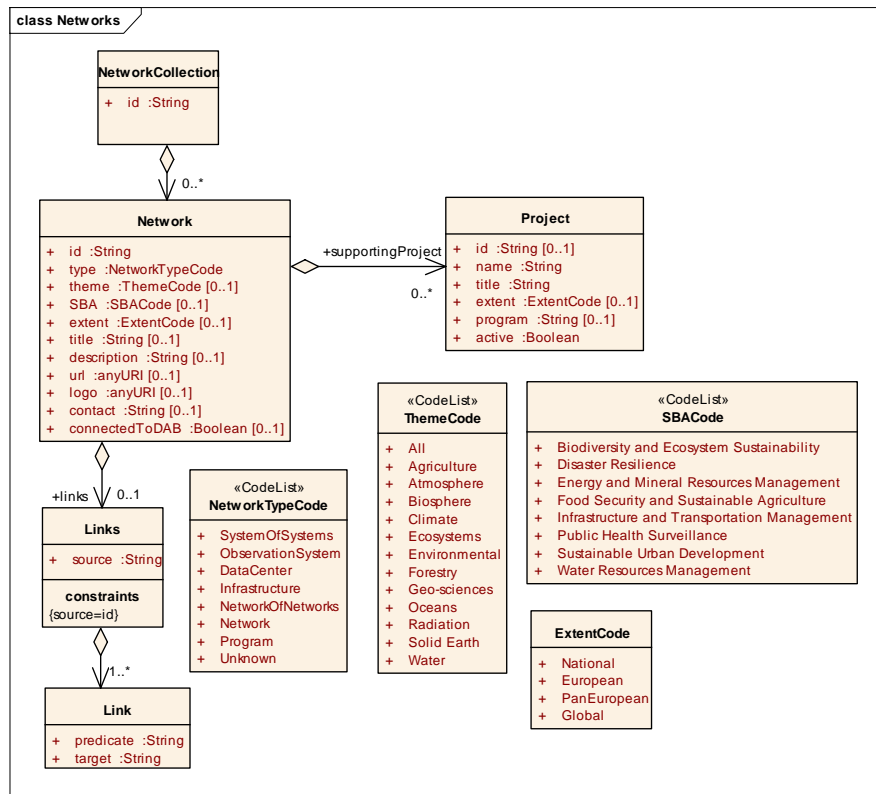 class Networks
NetworkCollection
+ id :String
0..*
Network
+ id :String
+ type :NetworkTypeCode
+ theme :ThemeCode [0..1]
+ SBA :SBACode [0..1]
+ extent :ExtentCode [0..1]
+ title :String [0..1]
+ description :String [0..1]
+ url :anyURI [0..1]
+ logo :anyURI [0..1]
+ contact :String [0..1]
+ connectedToDAB :Boolean [0..1]
+supportingProject
0..*
Project
+ id :String [0..1]
+ name :String
+ title :String
+ extent :ExtentCode [0..1]
+ program :String [0..1]
+ active :Boolean
+links
0..1
Links
+ source :String
constraints
{source=id}
1..*
Link
+ predicate :String
+ target :String
«CodeList»
NetworkTypeCode
+ SystemOfSystems
+ ObservationSystem
+ DataCenter
+ Infrastructure
+ NetworkOfNetworks
+ Network
+ Program
+ Unknown
«CodeList»
ThemeCode
+ All
+ Agriculture
+ Atmosphere
+ Biosphere
+ Climate
+ Ecosystems
+ Environmental
+ Forestry
+ Geo-sciences
+ Oceans
+ Radiation
+ Solid Earth
+ Water
«CodeList»
SBACode
+ Biodiversity and Ecosystem Sustainability
+ Disaster Resilience
+ Energy and Mineral Resources Management
+ Food Security and Sustainable Agriculture
+ Infrastructure and Transportation Management
+ Public Health Surveillance
+ Sustainable Urban Development
+ Water Resources Management
ExtentCode
+ National
+ European
+ PanEuropean
+ Global